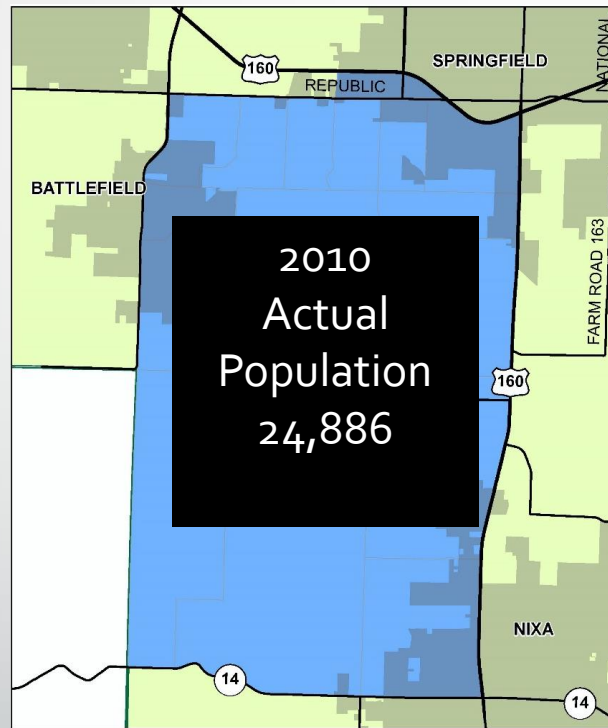 160
SPRINGFIELD
REPUBLIC
NATIONAL
BATTLEFIELD
2010
Actual
Population
24,886
FARM ROAD 163
160
NIXA
14
14